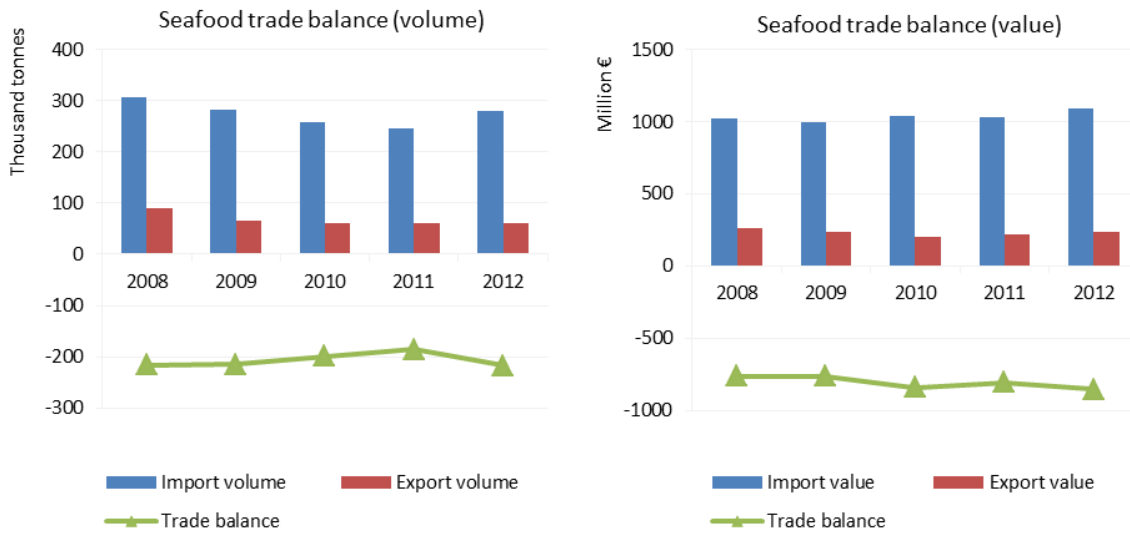 Seafood trade balance (volume)
Thousand tonnes
400
300
200
100
0
-100
-200
-300
2008 2009 2010 2011 2012
Import volume Export volume
Trade balance
Seafood trade balance (value)
Million €
1500
1000
500
0
-500
-1000
2008 2009 2010 2011 2012
Import value Export value
Trade balance